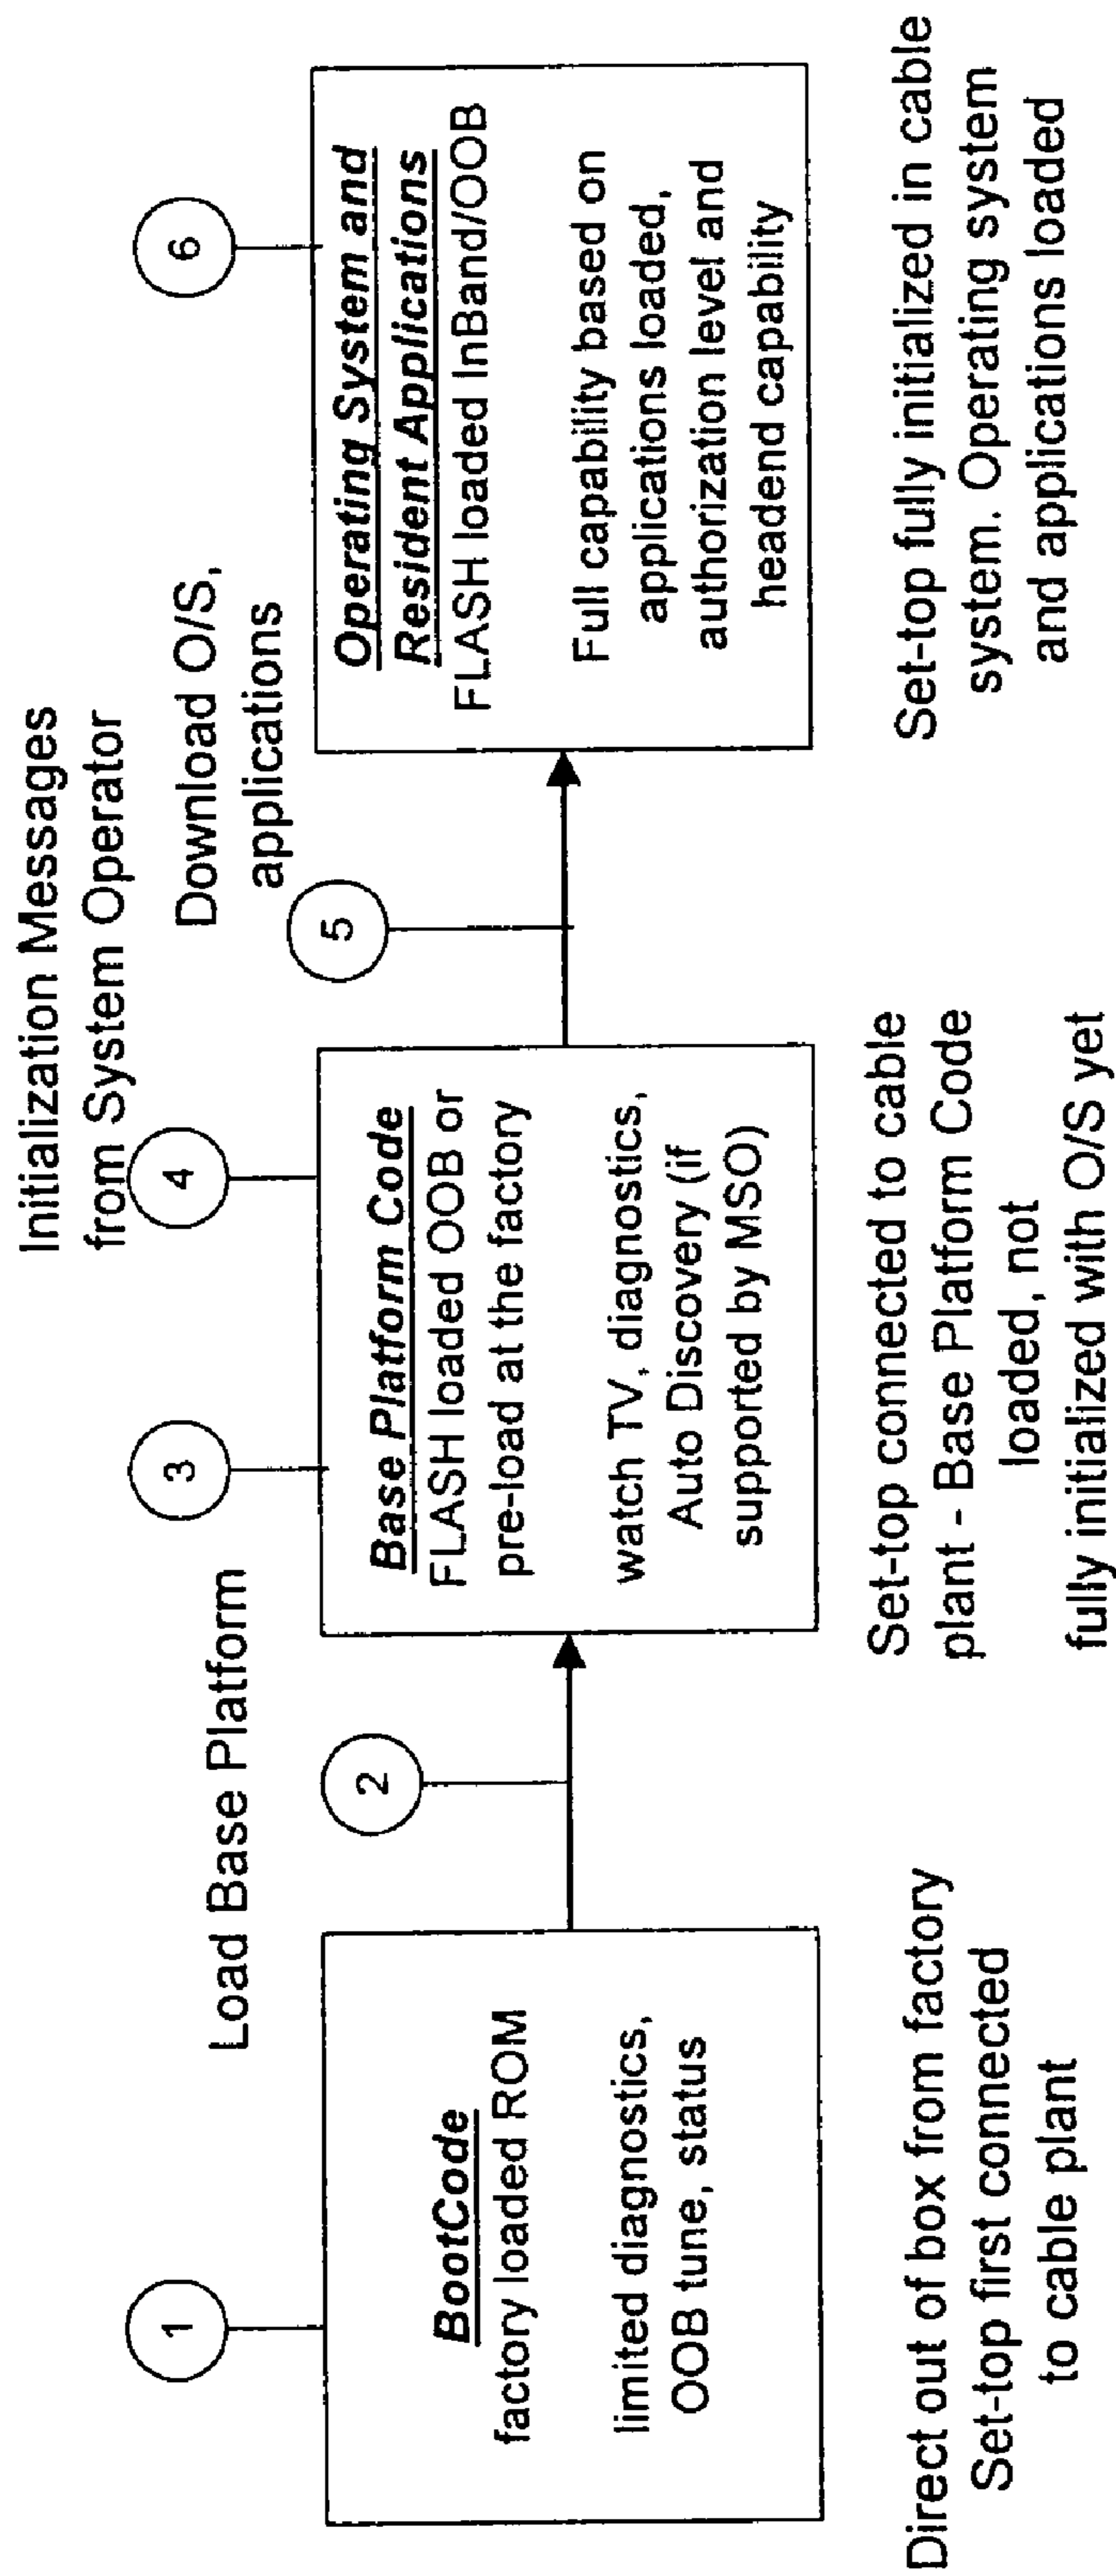 1
BootCode
factory loaded ROM
limited diagnostics,
OOB tune, status
Direct out of box from factory
Set-top first connected
to cable plant
Load Base Platform
2
3
4
Initialization Messages
from System Operator
Base Platform Code
FLASH loaded OOB or
pre-load at the factory
watch TV, diagnostics,
Auto Discovery (if
supported by MSO)
Set-top connected to cable
plant - Base Platform Code
loaded, not
fully initialized with O/S yet
Download O/S,
applications
5
6
Operating System and
Resident Applications
FLASH loaded InBand/OOB
Full capability based on
applications loaded,
authorization level and
headend capability
Set-top fully initialized in cable
system. Operating system
and applications loaded